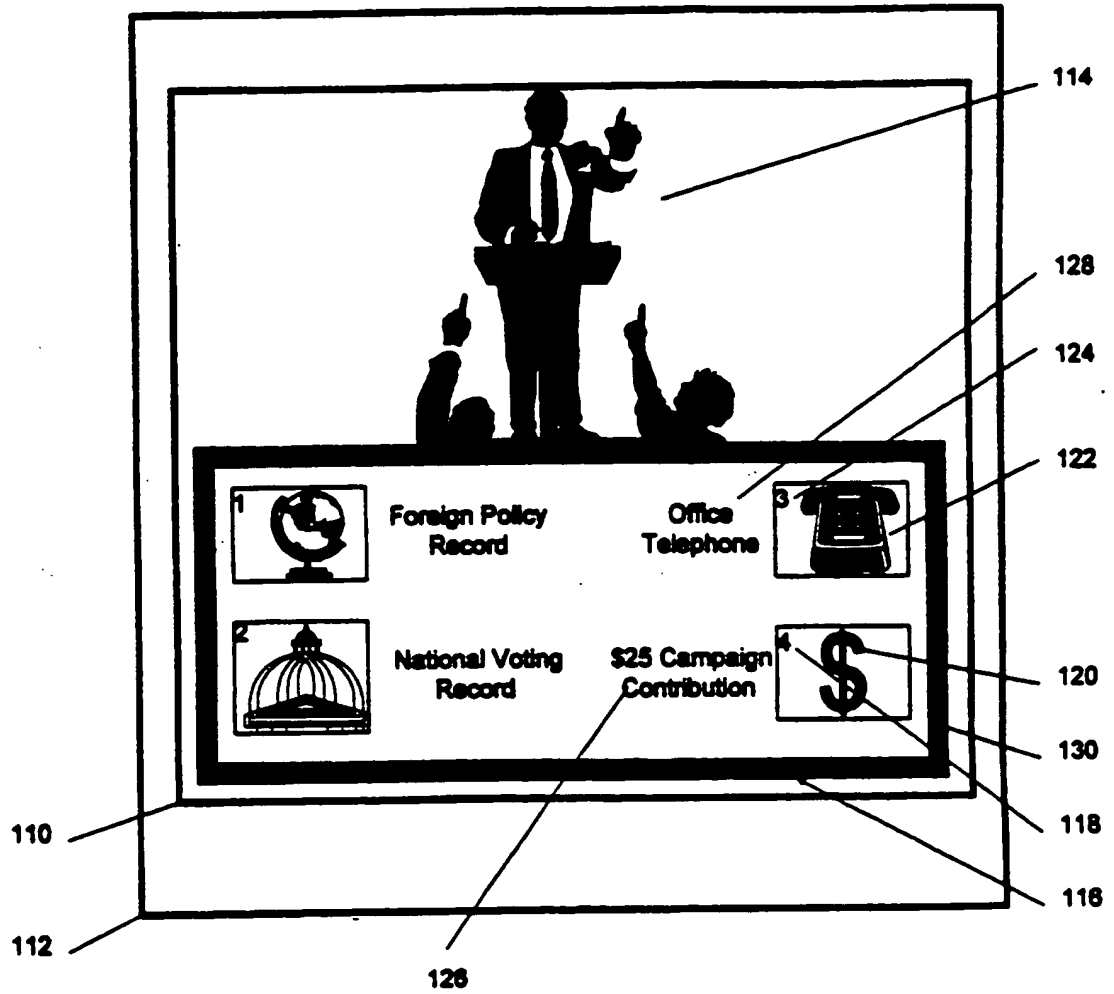 114
128
124
122
1
Foreign Policy
Record
Office
Telephone
3
2
National Voting
Record
$25 Campaign
Contribution
4
120
130
118
116
110
112
126